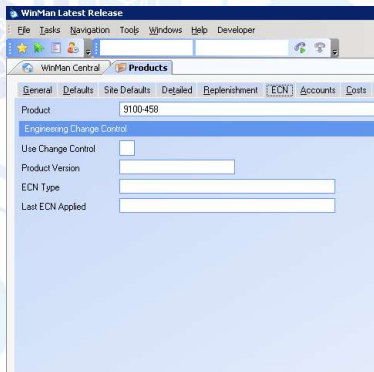 WinMan Latest Release
File Tasks Navigation Tools Windows Help Developer
WinMan Central Products
General Defaults Site Defaults Detailed Replenishment ECN Accounts Costs
Product 9100-458
Engineering Change Control
Use Change Control
Product Version
ECN Type
Last ECN Applied